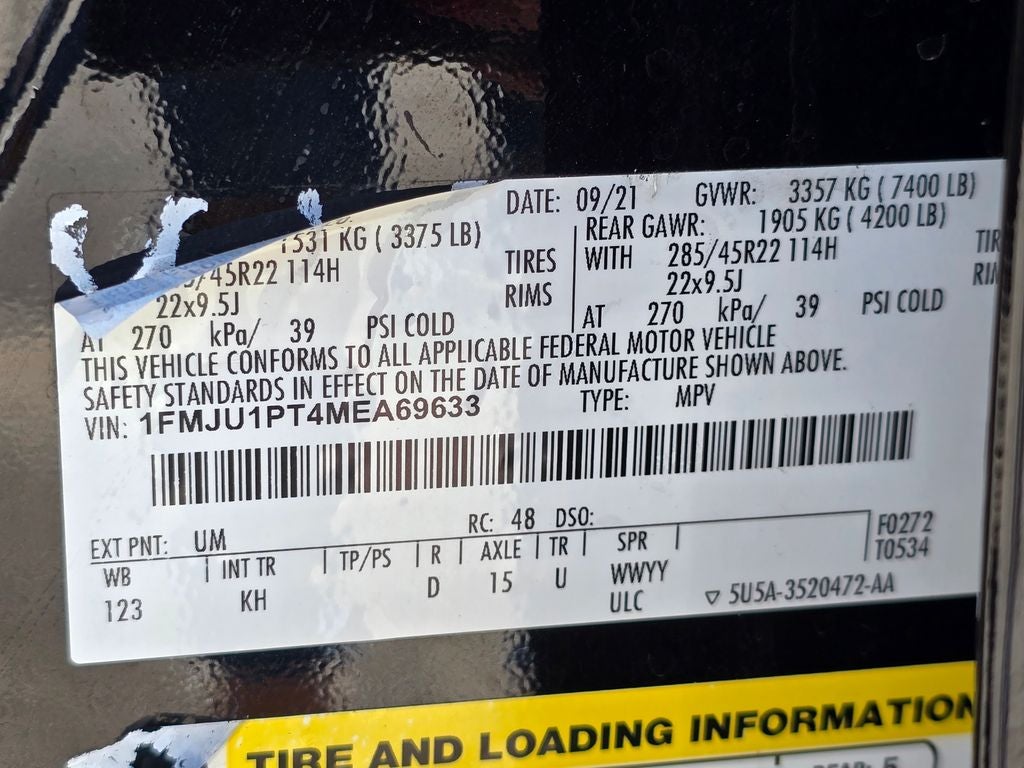 DATE: 09/21 GVWR: 3357 KG ( 7400 LB)
1531 KG ( 3375 LB) REAR GAWR: 1905 KG ( 4200 LB)
/45R22 114H TIRES WITH 285/45R22 114H TIR
22x9.5J RIMS 22x9.5J RIM
AT 270 kPa/ 39 PSI COLD AT 270 kPa/ 39 PSI COLD
THIS VEHICLE CONFORMS TO ALL APPLICABLE FEDERAL MOTOR VEHICLE
SAFETY STANDARDS IN EFFECT ON THE DATE OF MANUFACTURE SHOWN ABOVE.
VIN: 1FMJU1PT4MEA69633 TYPE: MPV
EXT PNT: UM RC: 48 DSO:
WB INT TR TP/PS R AXLE TR SPR F0272
T0534
123 KH D 15 U WWYY
ULC 5U5A-3520472-AA
TIRE AND LOADING INFORMATION